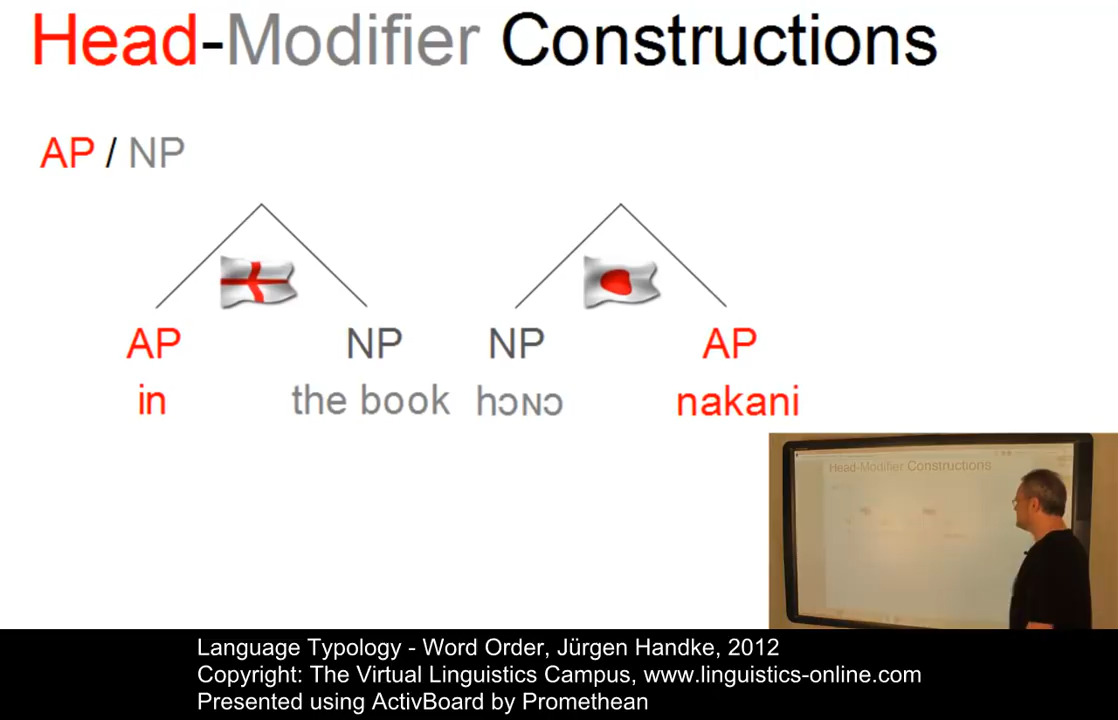 Head-Modifier Constructions
AP / NP
AP NP NP AP
in the book hɔɴɔ nakani
Head-Modifier Constructions
Language Typology - Word Order, Jürgen Handke, 2012
Copyright: The Virtual Linguistics Campus, www.linguistics-online.com
Presented using ActivBoard by Promethean